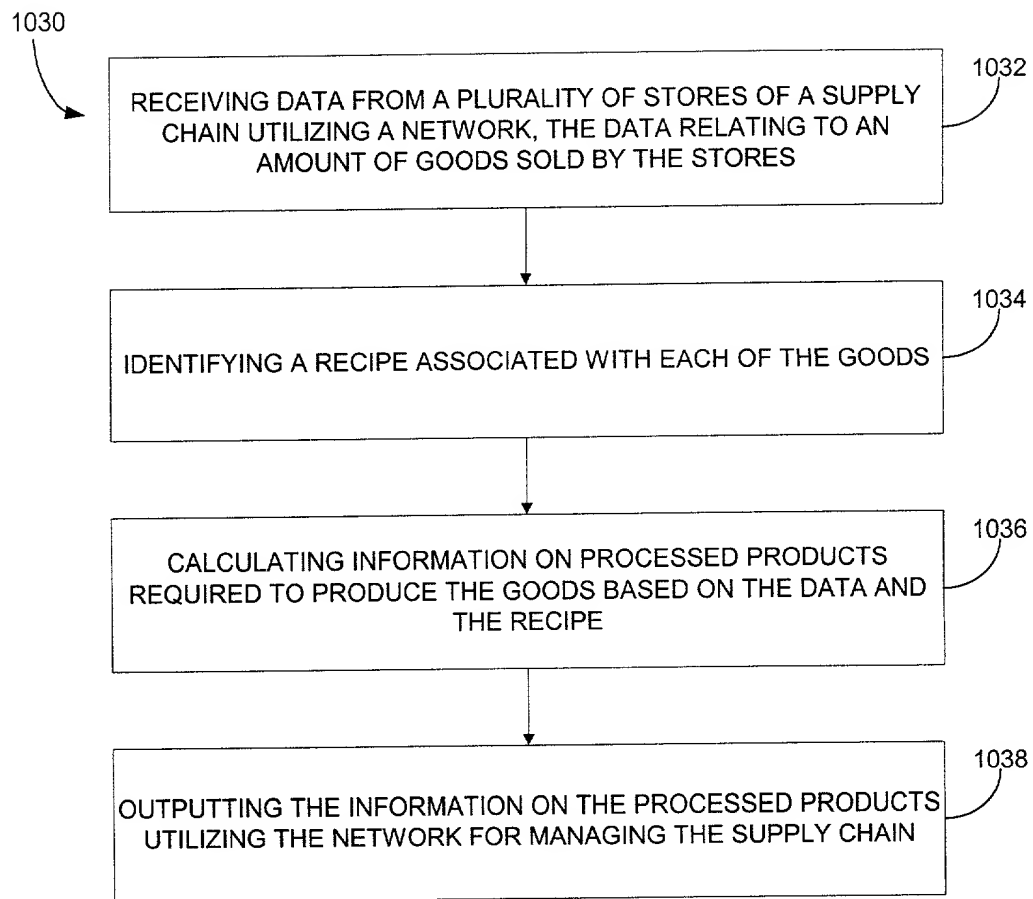 1030
1032
RECEIVING DATA FROM A PLURALITY OF STORES OF A SUPPLY
CHAIN UTILIZING A NETWORK, THE DATA RELATING TO AN
AMOUNT OF GOODS SOLD BY THE STORES
1034
IDENTIFYING A RECIPE ASSOCIATED WITH EACH OF THE GOODS
1036
CALCULATING INFORMATION ON PROCESSED PRODUCTS
REQUIRED TO PRODUCE THE GOODS BASED ON THE DATA AND
THE RECIPE
1038
OUTPUTTING THE INFORMATION ON THE PROCESSED PRODUCTS
UTILIZING THE NETWORK FOR MANAGING THE SUPPLY CHAIN